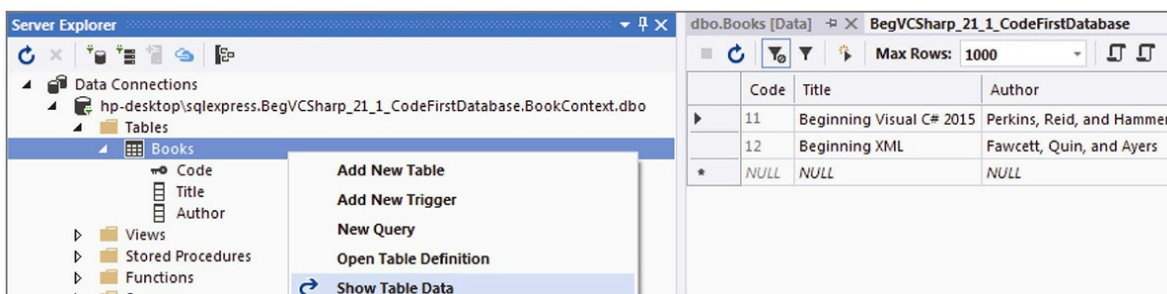 Server Explorer
Data Connections
hp-desktop\sqlexpress.BegVCSharp_21_1_CodeFirstDatabase.BookContext.dbo
Tables
Books
Code
Title
Author
Views
Stored Procedures
Functions
Add New Table
Add New Trigger
New Query
Open Table Definition
Show Table Data
dbo.Books [Data] BegVCSharp_21_1_CodeFirstDatabase
Max Rows: 1000
Code Title Author
11 Beginning Visual C# 2015 Perkins, Reid, and Hammer
12 Beginning XML Fawcett, Quin, and Ayers
NULL NULL NULL